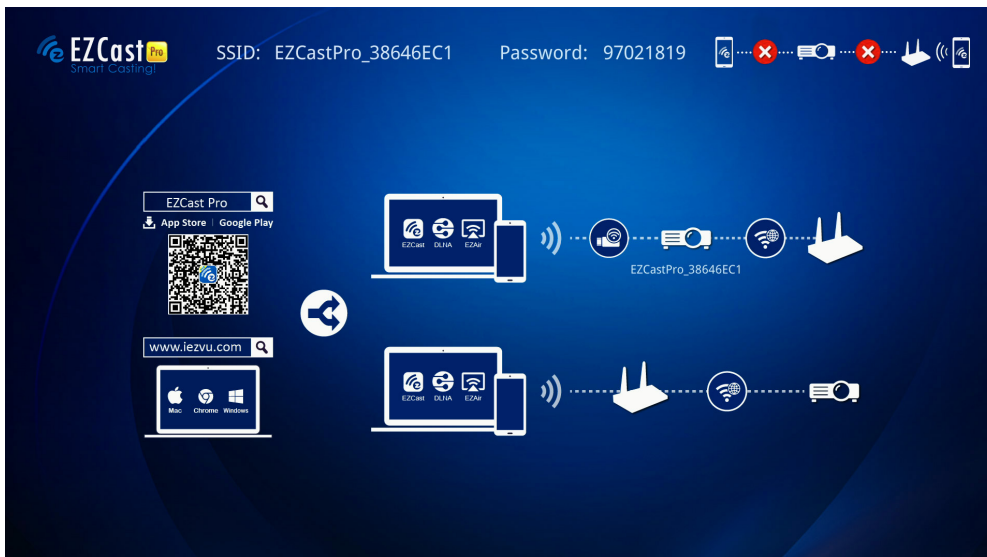 EZCast Pro
Smart Casting!
SSID: EZCastPro_38646EC1 Password: 97021819
EZCast Pro
App Store | Google Play
www.iezvu.com
Mac Chrome Windows
EZCast DLNA EZAir
EZCastPro_38646EC1
EZCast DLNA EZAir